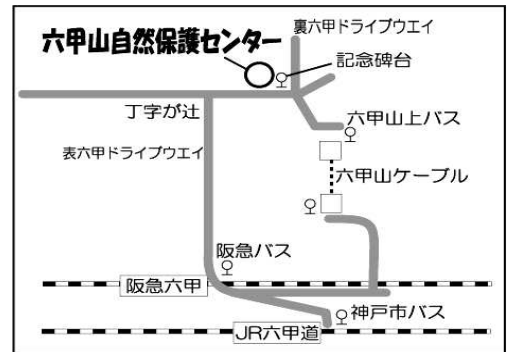 裏六甲ドライブウエイ
六甲山自然保護センター
記念碑台
丁字が辻
六甲山上バス
表六甲ドライブウエイ
六甲山ケーブル
阪急バス
阪急六甲
神戸市バス
JR六甲道